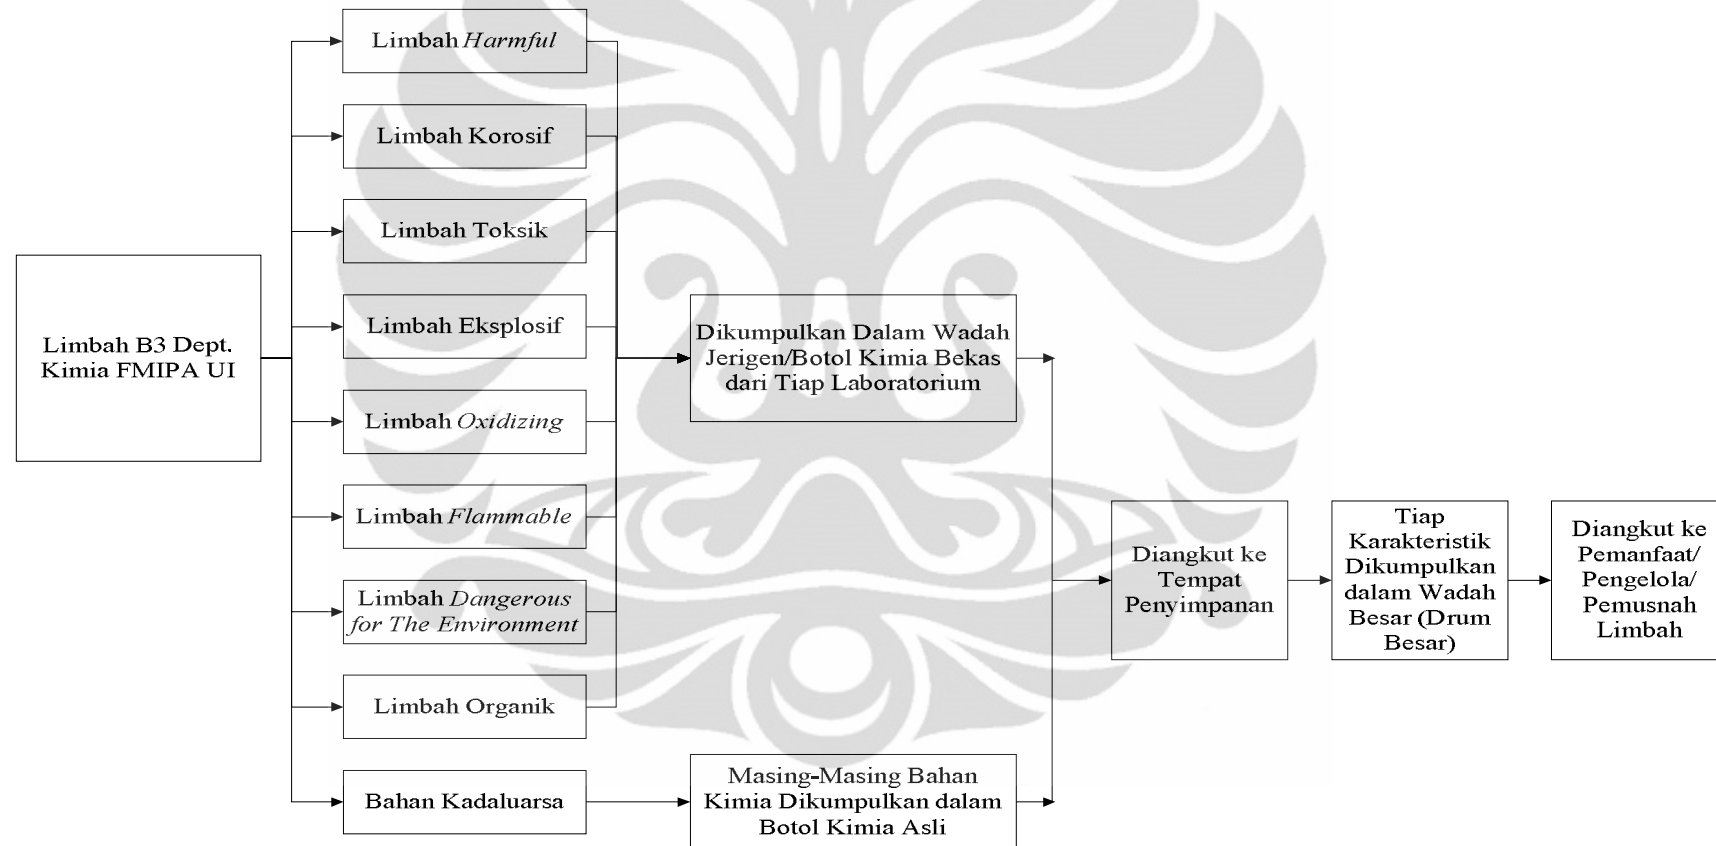 Limbah B3 Dept.
Kimia FMIPA UI
Limbah Harmful
Limbah Korosif
Limbah Toksik
Limbah Eksplosif
Limbah Oxidizing
Limbah Flammable
Limbah Dangerous
for The Environment
Limbah Organik
Bahan Kadaluarsa
Dikumpulkan Dalam Wadah
Jerigen/Botol Kimia Bekas
dari Tiap Laboratorium
Masing-Masing Bahan
Kimia Dikumpulkan dalam
Botol Kimia Asli
Diangkut ke
Tempat
Penyimpanan
Tiap
Karakteristik
Dikumpulkan
dalam Wadah
Besar (Drum
Besar)
Diangkut ke
Pemanfaat/
Pengelola/
Pemusnah
Limbah